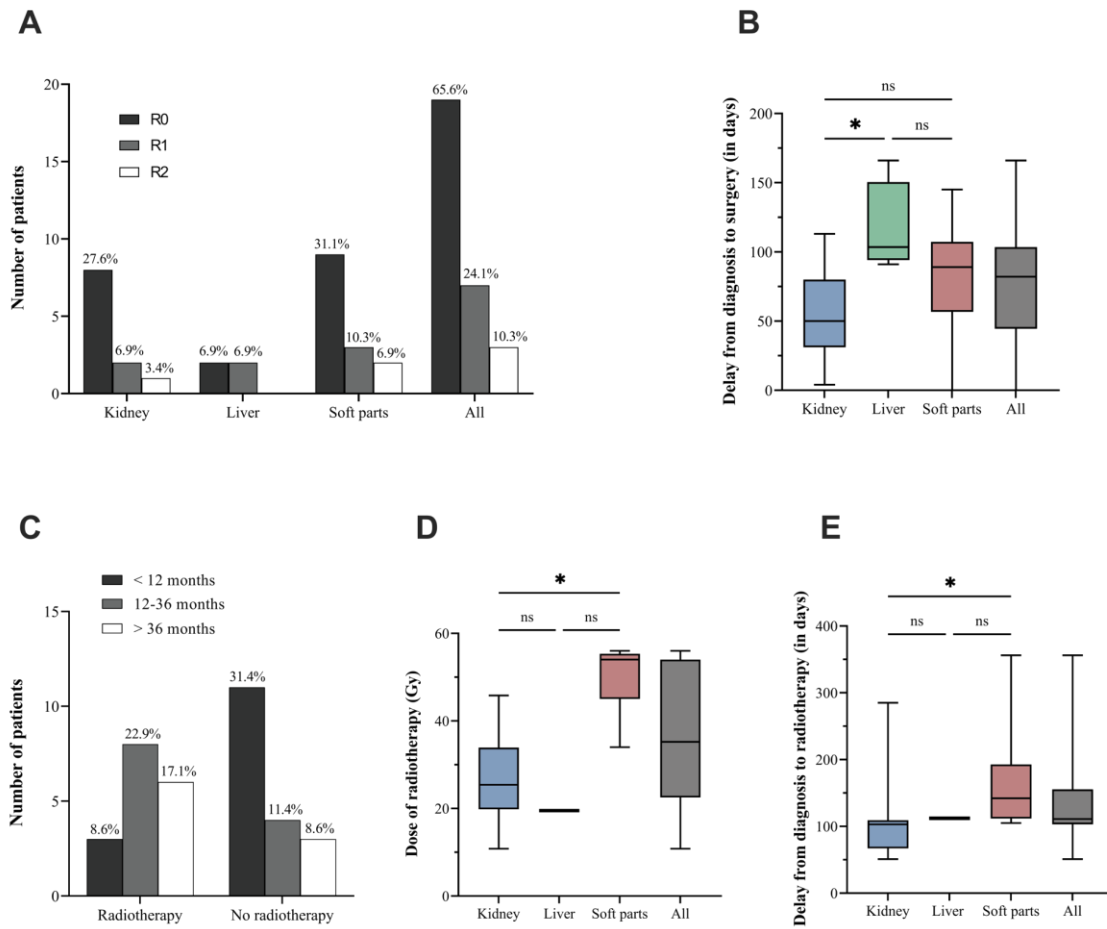 A
Number of patients
20
15
10
5
0
R0
R1
R2
27.6%
6.9%
3.4%
6.9%
6.9%
31.1%
10.3%
6.9%
65.6%
24.1%
10.3%
Kidney
Liver
Soft parts
All
B
Delay from diagnosis to surgery (in days)
200
150
100
50
0
ns
*
ns
Kidney
Liver
Soft parts
All
C
Number of patients
15
10
5
0
< 12 months
12-36 months
> 36 months
8.6%
22.9%
17.1%
31.4%
11.4%
8.6%
Radiotherapy
No radiotherapy
D
Dose of radiotherapy (Gy)
60
40
20
0
*
ns
ns
Kidney
Liver
Soft parts
All
E
Delay from diagnosis to radiotherapy (in days)
400
300
200
100
0
*
ns
ns
Kidney
Liver
Soft parts
All